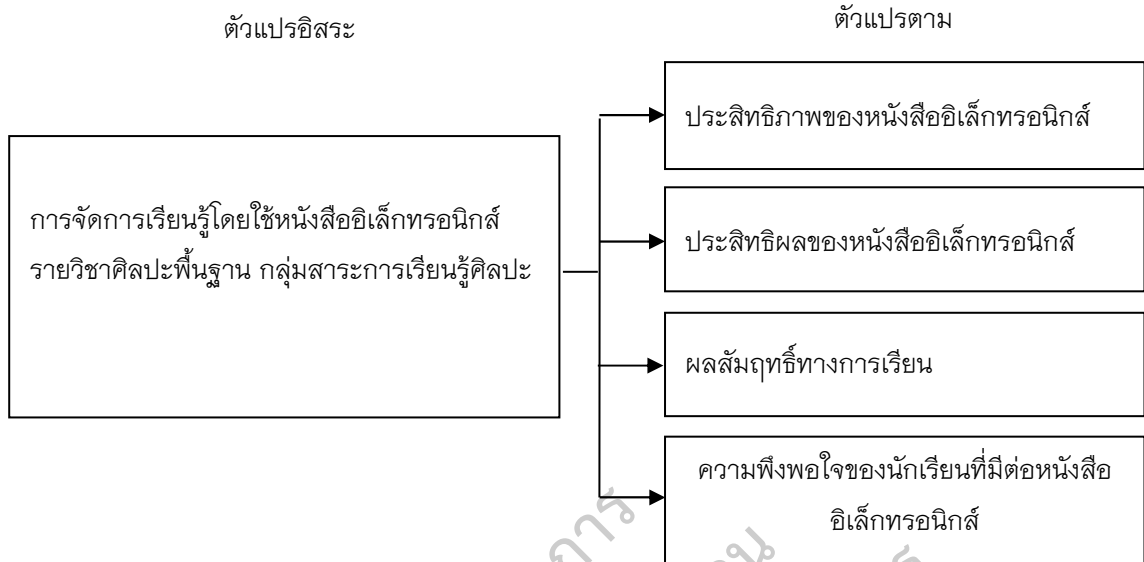 ตัวแปรอิสระ
ตัวแปรตาม
การจัดการเรียนรู้โดยใช้หนังสืออิเล็กทรอนิกส์
รายวิชาศิลปะพื้นฐาน กลุ่มสาระการเรียนรู้ศิลปะ
ประสิทธิภาพของหนังสืออิเล็กทรอนิกส์
ประสิทธิผลของหนังสืออิเล็กทรอนิกส์
ผลสัมฤทธิ์ทางการเรียน
ความพึงพอใจของนักเรียนที่มีต่อหนังสือ
อิเล็กทรอนิกส์